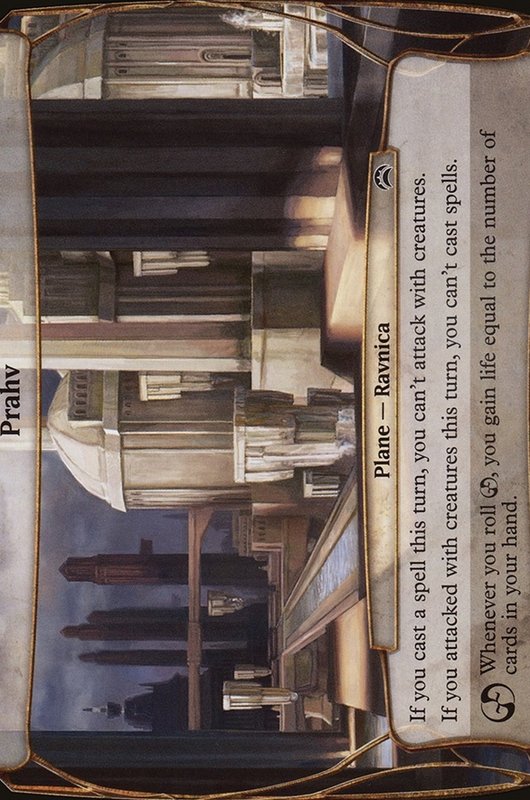 Prahv
Plane — Ravnica
If you cast a spell this turn, you can't attack with creatures.
If you attacked with creatures this turn, you can't cast spells.
Whenever you roll , you gain life equal to the number of
cards in your hand.